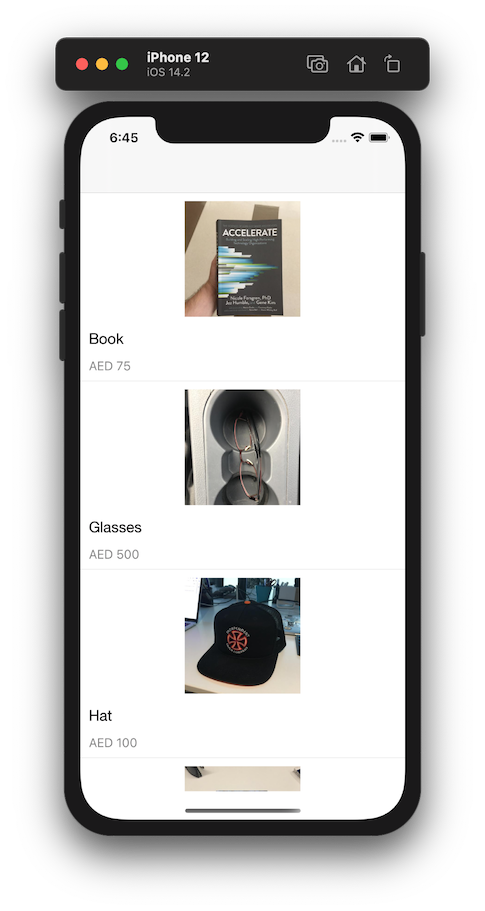 iPhone 12
iOS 14.2
6:45
ACCELERATE
Nicole Forsgren, PhD
Jez Humble, and Gene Kim
Book
AED 75
Glasses
AED 500
Hat
AED 100